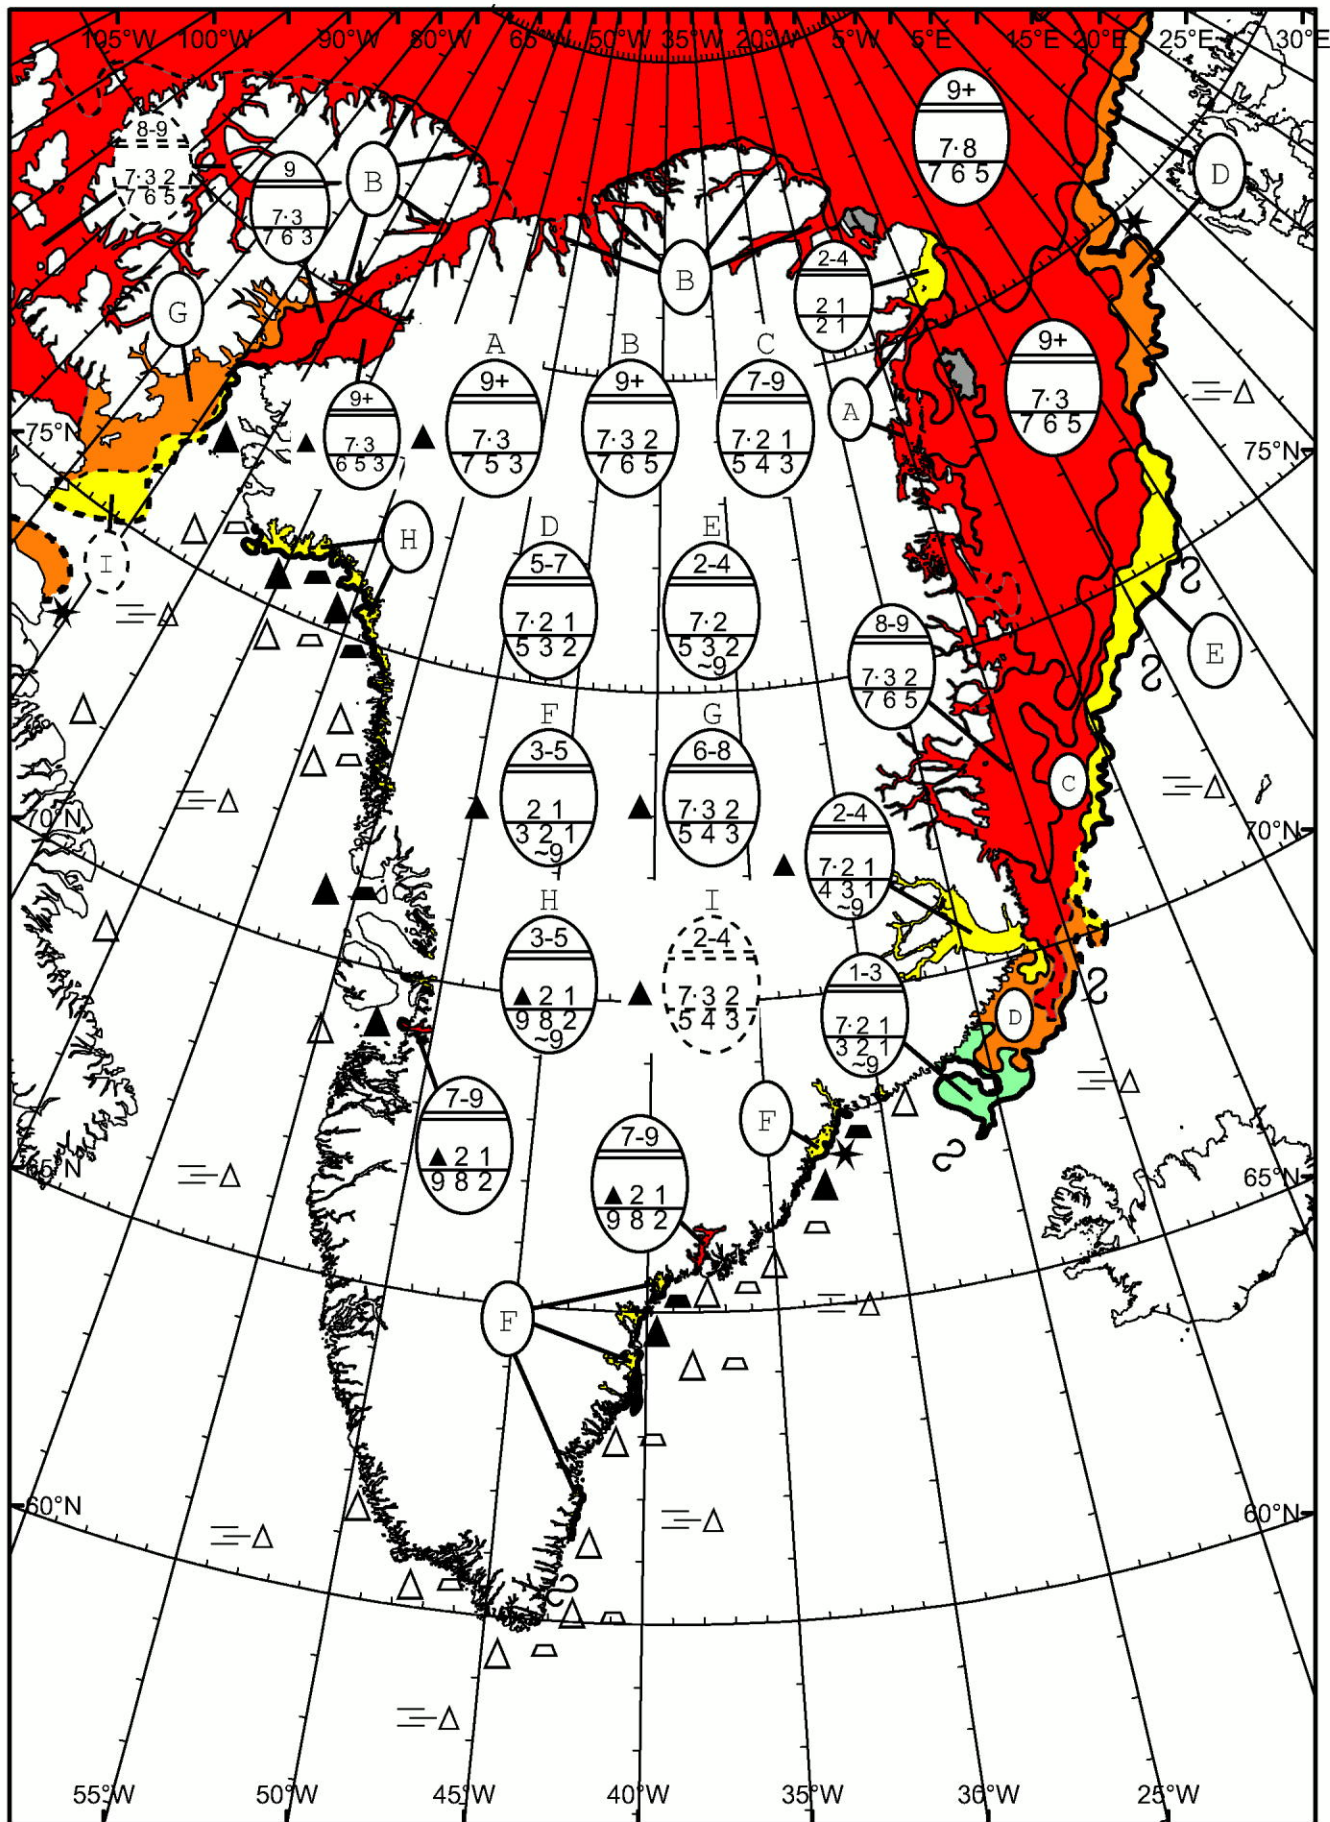 105°W 100°W 90°W 80°W 65°W 50°W 35°W 20°W 5°W 5°E 15°E 20°E 25°E 30°E
9+
7·8
7 6 5
8-9
7·3 2
7 6 5
9
7·3
7 6 3
B
D
G
B
2-4
2 1
2 1
9+
7·3
7 6 5
A
75°N
75°N
9+
7·3
6 5 3
A
9+
7·3
7 5 3
B
9+
7·3 2
7 6 5
C
7-9
7·2 1
5 4 3
H
I
D
5-7
7·2 1
5 3 2
E
2-4
7·2
5 3 2
~9
E
8-9
7·3 2
7 6 5
F
3-5
2 1
3 2 1
~9
G
6-8
7·3 2
5 4 3
C
2-4
7·2 1
4 3 1
~9
70°N
70°N
H
3-5
▲ 2 1
9 8 2
~9
I
2-4
7·3 2
5 4 3
1-3
7·2 1
3 2 1
~9
D
7-9
▲ 2 1
9 8 2
7-9
▲ 2 1
9 8 2
F
65°N
65°N
F
60°N
60°N
55°W 50°W 45°W 40°W 35°W 30°W 25°W